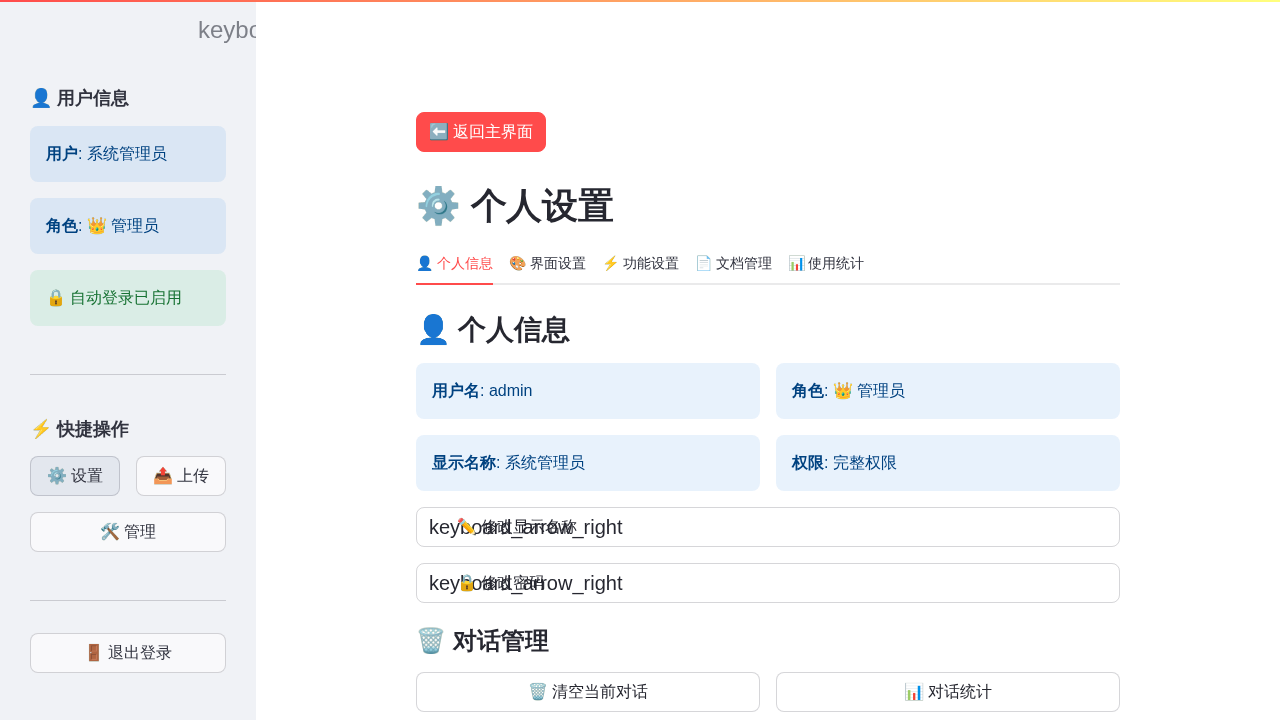 keybo
👤 用户信息
用户: 系统管理员
角色: 👑 管理员
🔒 自动登录已启用
⚡ 快捷操作
⚙️ 设置
📤 上传
🛠️ 管理
🚪 退出登录
⬅️ 返回主界面
⚙️ 个人设置
👤 个人信息 🎨 界面设置 ⚡ 功能设置 📄 文档管理 📊 使用统计
👤 个人信息
用户名: admin
角色: 👑 管理员
显示名称: 系统管理员
权限: 完整权限
keyboard_arrow_right ✏️ 修改显示名称
keyboard_arrow_right 🔒 修改密码
🗑️ 对话管理
🗑️ 清空当前对话
📊 对话统计